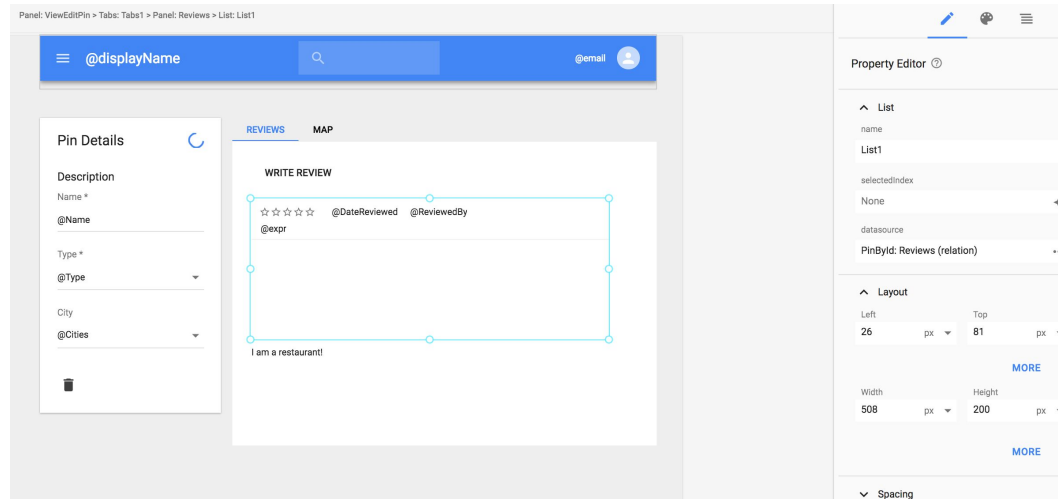 Panel: ViewEditPin > Tabs: Tabs1 > Panel: Reviews > List: List1
@displayName
@email
Pin Details
Description
Name *
@Name
Type *
@Type
City
@Cities
REVIEWS MAP
WRITE REVIEW
@DateReviewed @ReviewedBy
@expr
I am a restaurant!
Property Editor
List
name
List1
selectedIndex
None
datasource
PinById: Reviews (relation)
Layout
Left Top
26 px 81 px
MORE
Width Height
508 px 200 px
MORE
Spacing